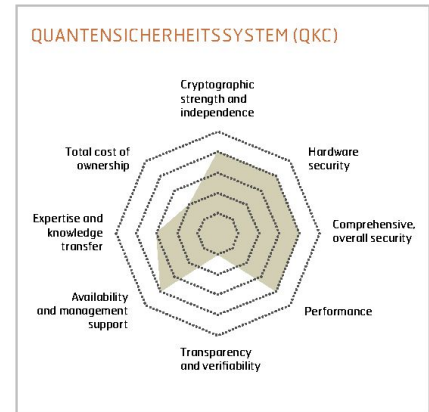 QUANTENSICHERHEITSSYSTEM (QKC)
Cryptographic
strength and
independence
Total cost of
ownership
Hardware
security
Expertise and
knowledge
transfer
Comprehensive,
overall security
Availability
and management
support
Performance
Transparency
and verifiability